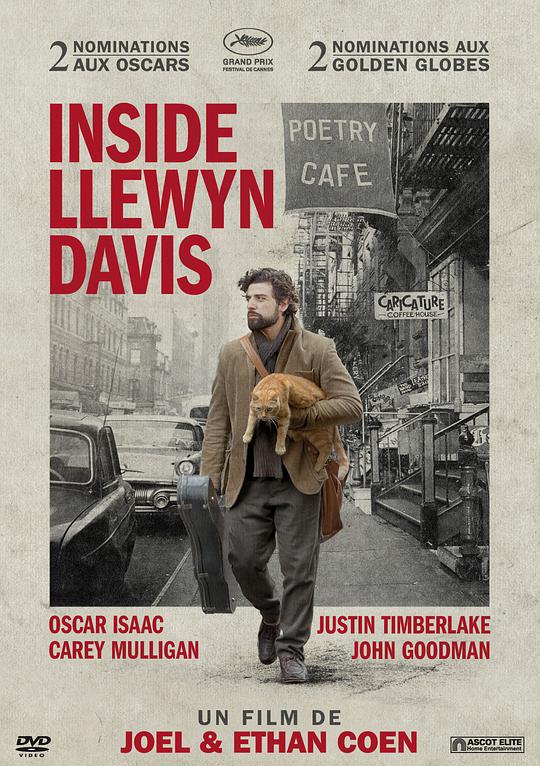 2 NOMINATIONS AUX OSCARS
GRAND PRIX
FESTIVAL DE CANNES
2 NOMINATIONS AUX GOLDEN GLOBES
INSIDE
LLEWYN
DAVIS
POETRY
CAFE
CARICATURE
COFFEE HOUSE
OSCAR ISAAC
CAREY MULLIGAN
JUSTIN TIMBERLAKE
JOHN GOODMAN
UN FILM DE
JOEL & ETHAN COEN
DVD
VIDEO
ASCOT ELITE
Home Entertainment